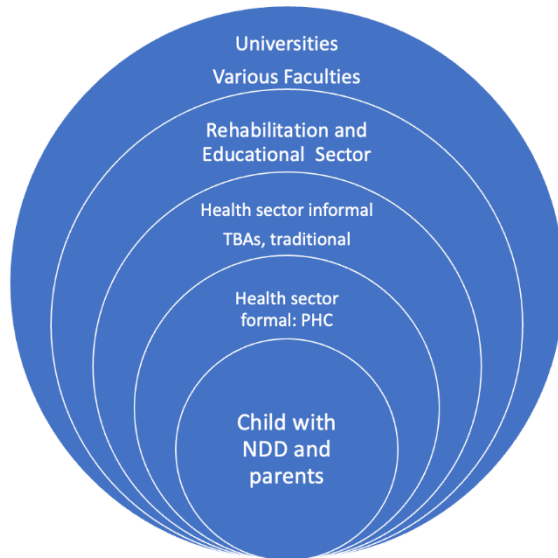 Universities
Various Faculties
Rehabilitation and
Educational Sector
Health sector informal
TBAs, traditional
Health sector
formal: PHC
Child with
NDD and
parents